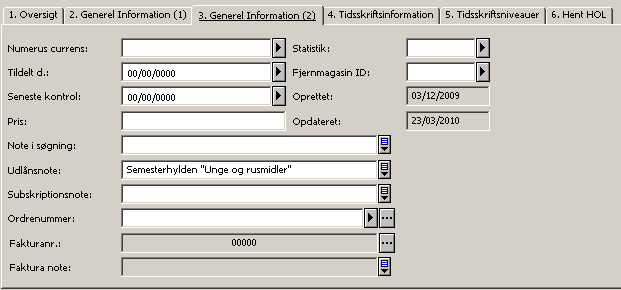 1. Oversigt 2. Generel Information (1) 3. Generel Information (2) 4. Tidsskriftsinformation 5. Tidsskriftsniveauer 6. Hent HOL
Numerus currens: Statistik:
Tildelt d.: 00/00/0000 Fjernmagasin ID:
Seneste kontrol: 00/00/0000 Oprettet: 03/12/2009
Pris: Opdateret: 23/03/2010
Note i søgning:
Udlånsnote: Semesterhylden "Unge og rusmidler"
Subskriptionsnote:
Ordrenummer:
Fakturanr.: 00000
Faktura note: